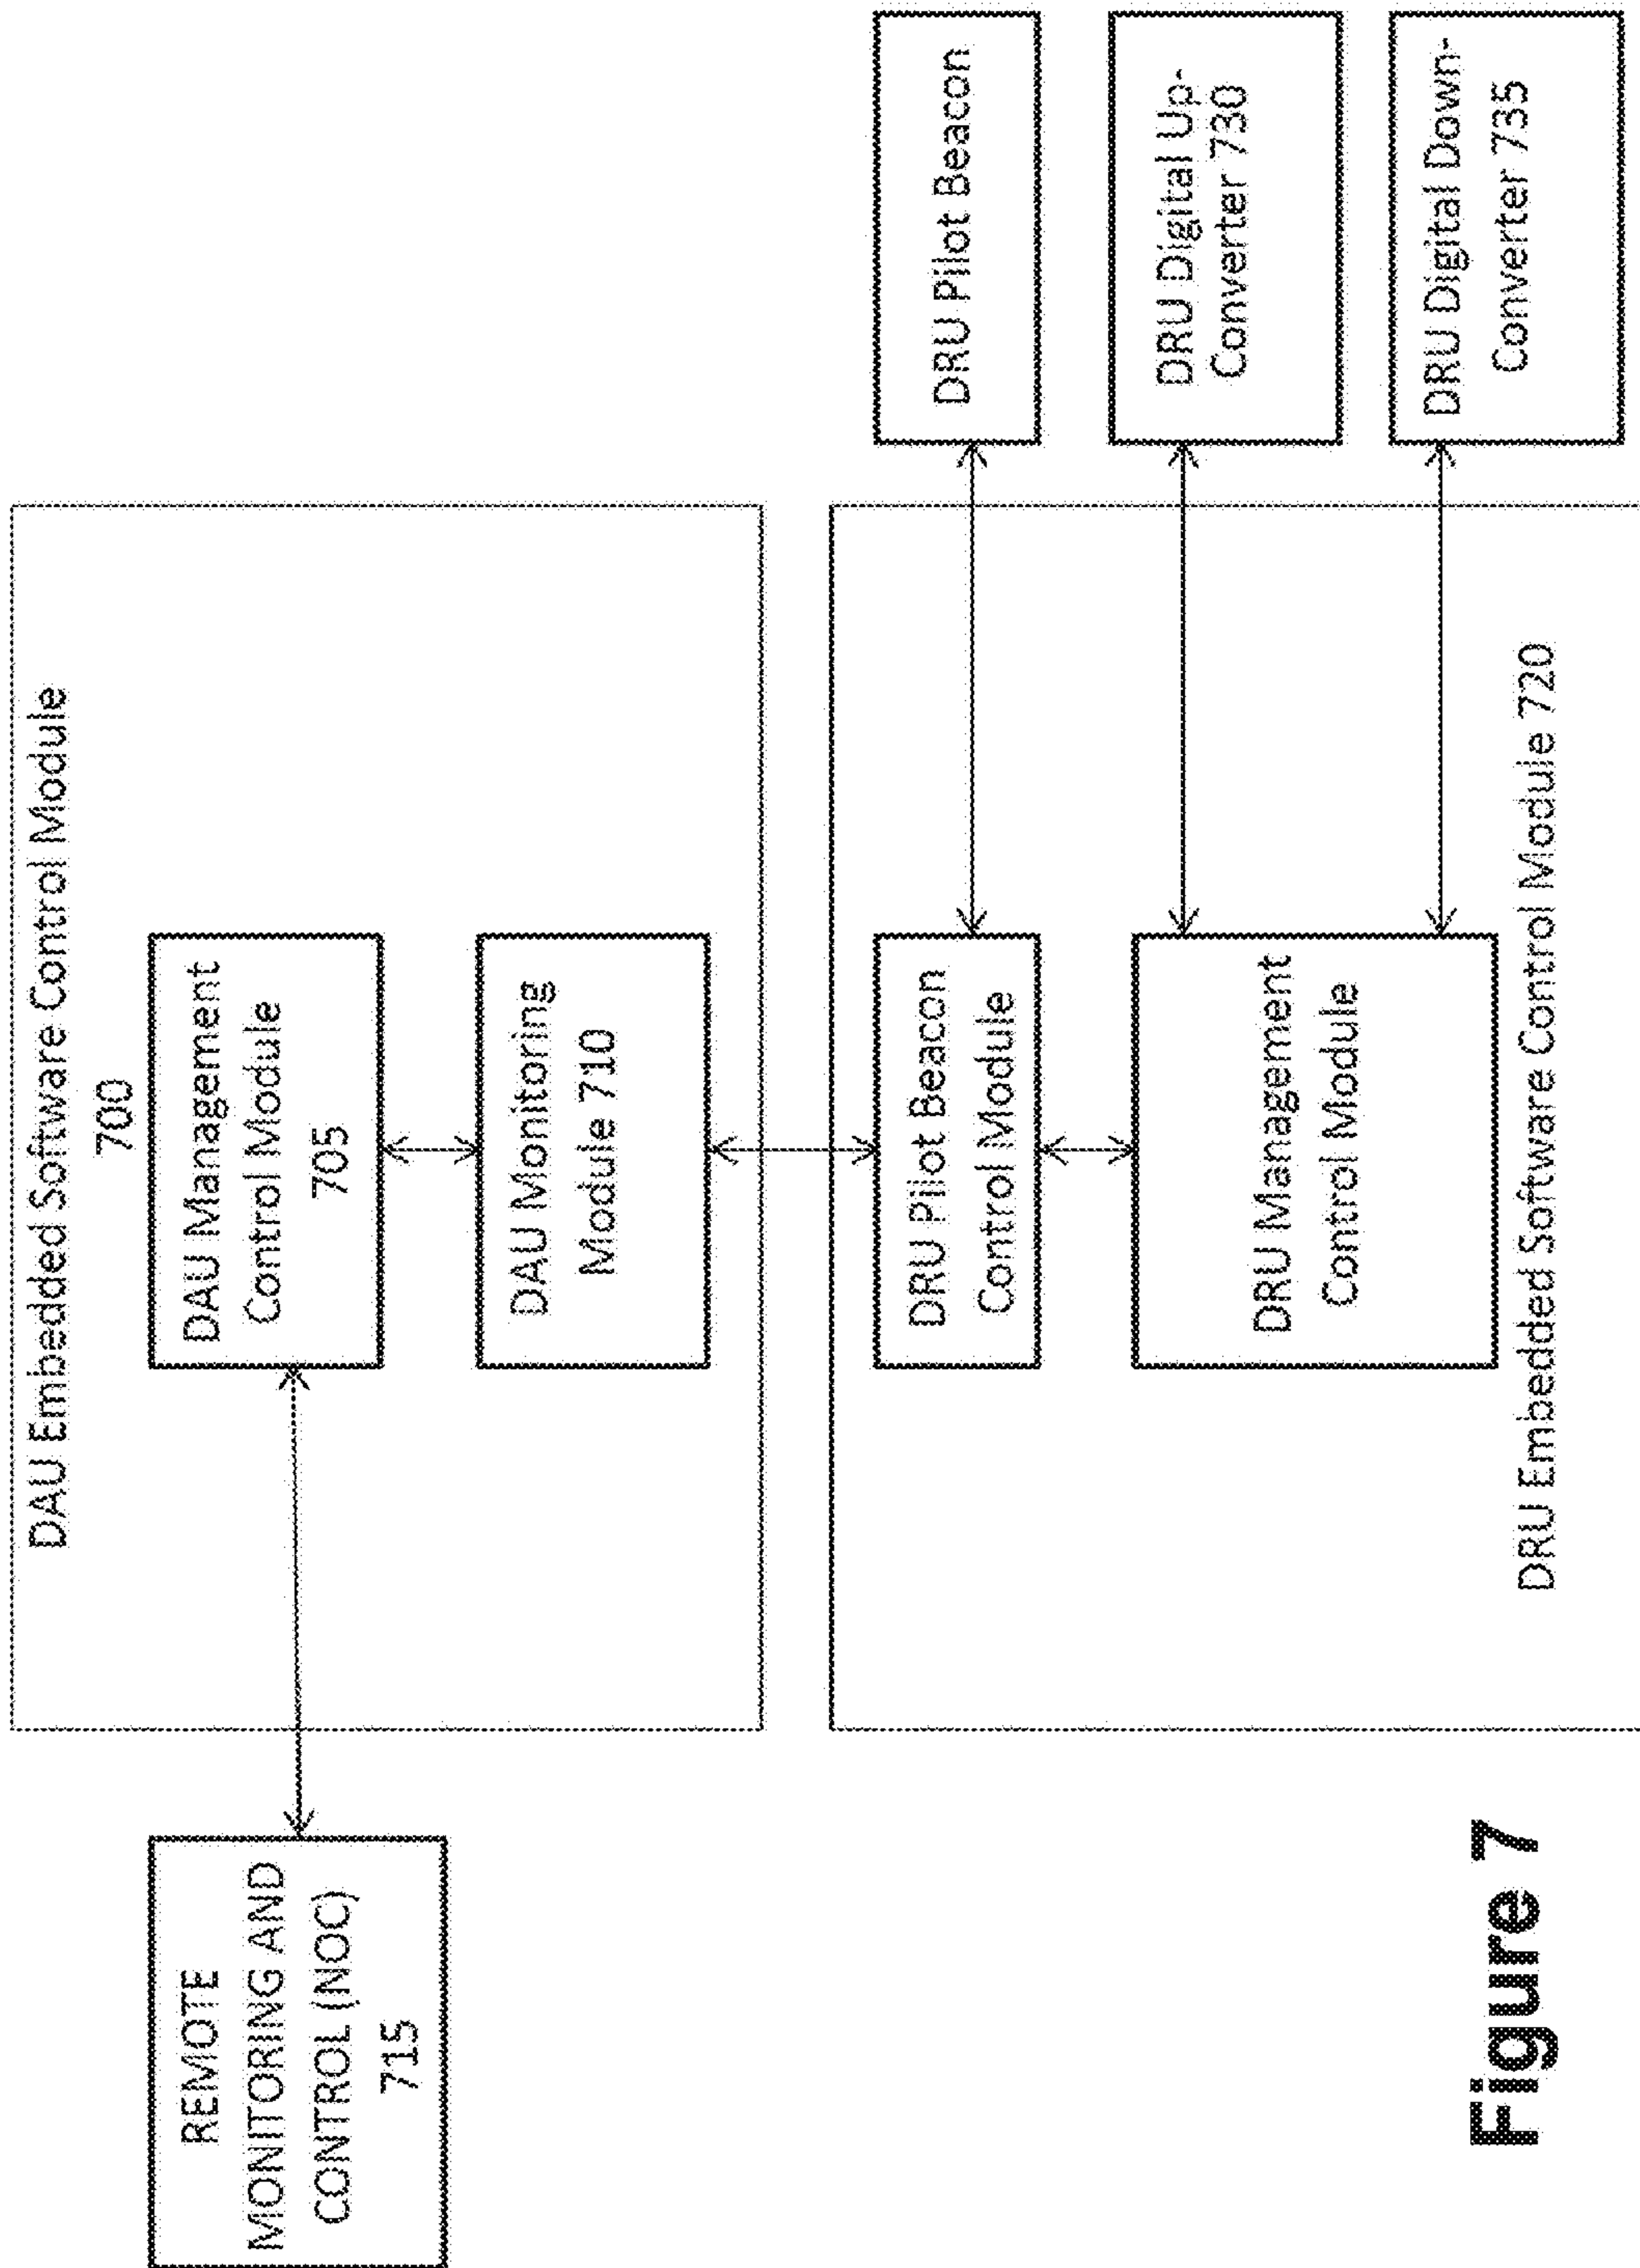 DAU Embedded Software Control Module
700
REMOTE
MONITORING AND
CONTROL (NOC)
715
DAU Management
Control Module
705
DAU Monitoring
Module 710
DRU Pilot Beacon
Control Module
DRU Pilot Beacon
DRU Management
Control Module
DRU Digital Up-
Converter 730
DRU Digital Down-
Converter 735
DRU Embedded Software Control Module 720
Figure 7